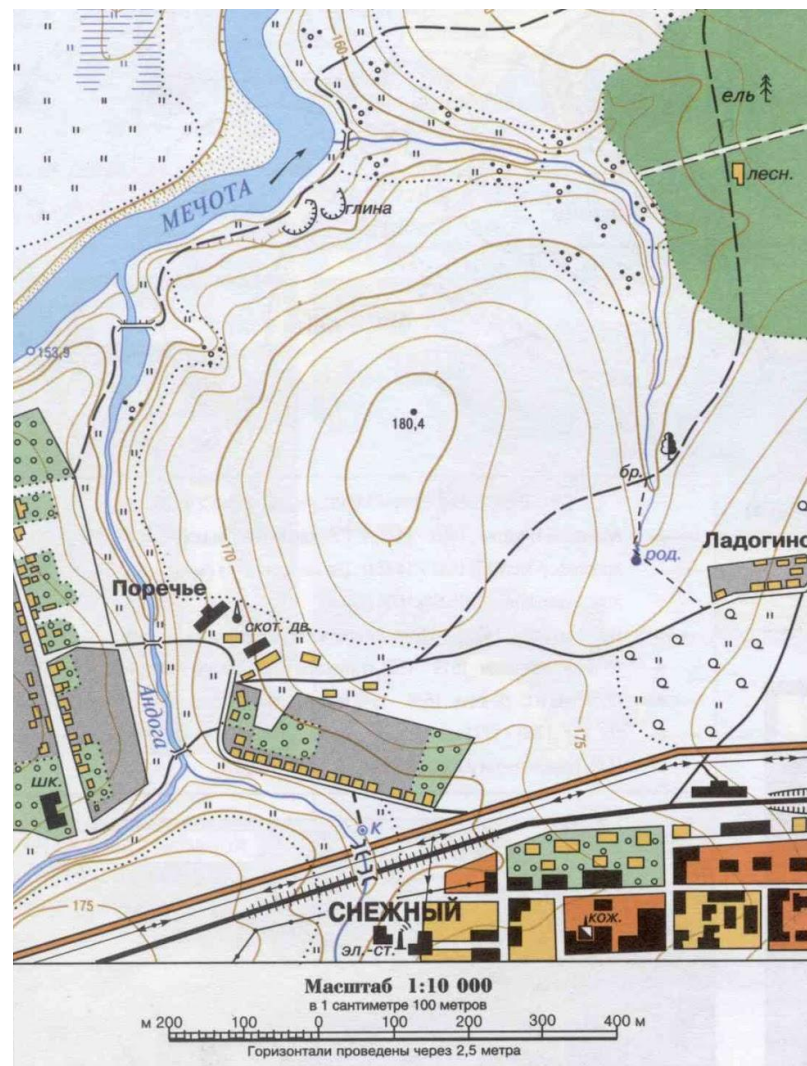 160
ель
лесн.
МЕЧОТА
глина
153,9
180,4
бр.
род.
Ладогино
170
Поречье
скот. дв.
Андога
175
шк.
К
175
СНЕЖНЫЙ
кож.
эл.-ст.
Масштаб 1:10 000
в 1 сантиметре 100 метров
м 200 100 0 100 200 300 400 м
Горизонтали проведены через 2,5 метра